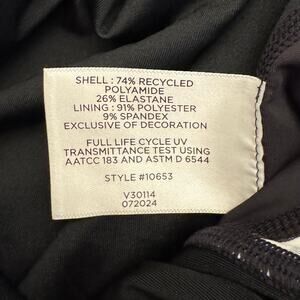 SHELL : 74% RECYCLED
POLYAMIDE
26% ELASTANE
LINING : 91% POLYESTER
9% SPANDEX
EXCLUSIVE OF DECORATION
FULL LIFE CYCLE UV
TRANSMITTANCE TEST USING
AATCC 183 AND ASTM D 6544
STYLE #10653
V30114
072024